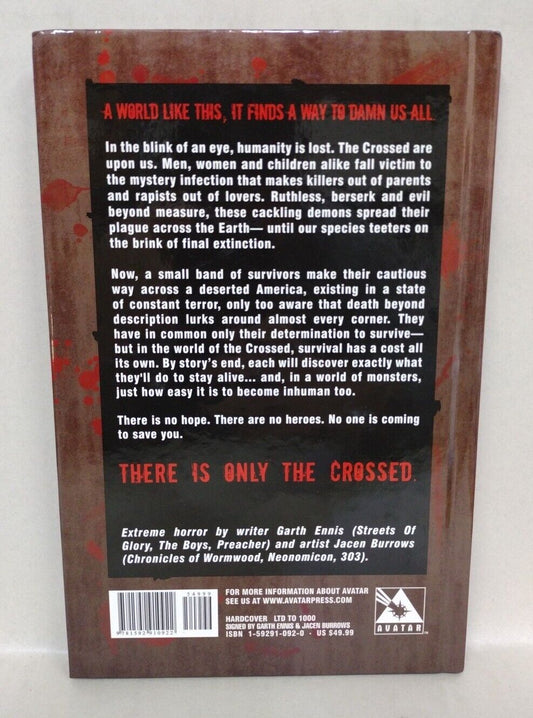 A WORLD LIKE THIS, IT FINDS A WAY TO DAMN US ALL.
In the blink of an eye, humanity is lost. The Crossed are
upon us. Men, women and children alike fall victim to
the mystery infection that makes killers out of parents
and rapists out of lovers. Ruthless, berserk and evil
beyond measure, these cackling demons spread their
plague across the Earth— until our species teeters on
the brink of final extinction.
Now, a small band of survivors make their cautious
way across a deserted America, existing in a state
of constant terror, only too aware that death beyond
description lurks around almost every corner. They
have in common only their determination to survive—
but in the world of the Crossed, survival has a cost all
its own. By story's end, each will discover exactly what
they'll do to stay alive... and, in a world of monsters,
just how easy it is to become inhuman too.
There is no hope. There are no heroes. No one is coming
to save you.
THERE IS ONLY THE CROSSED.
Extreme horror by writer Garth Ennis (Streets Of
Glory, The Boys, Preacher) and artist Jacen Burrows
(Chronicles of Wormwood, Neonomicon, 303).
54999
9 781592 910922
FOR MORE INFORMATION ABOUT AVATAR
SEE US AT WWW.AVATARPRESS.COM
HARDCOVER LTD TO 1000
SIGNED BY GARTH ENNIS & JACEN BURROWS
ISBN 1-59291-092-0 - US $49.99
AVATAR™